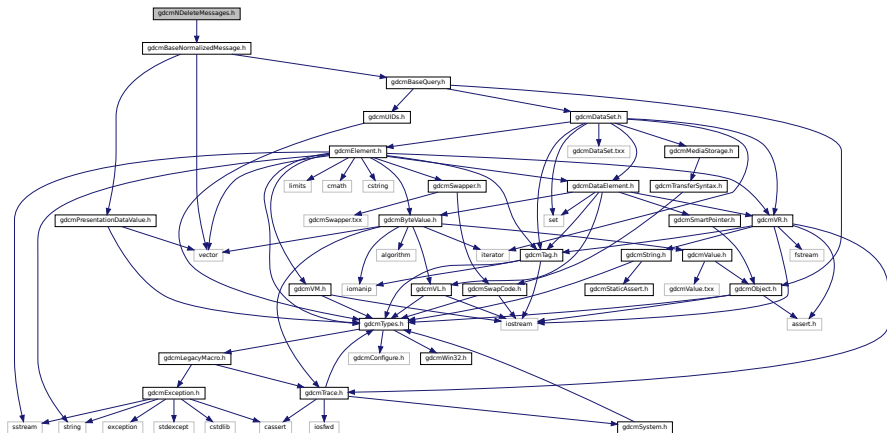 gdcmNDeleteMessages.h
gdcmBaseNormalizedMessage.h
gdcmBaseQuery.h
gdcmUIDs.h
gdcmDataSet.h
gdcmElement.h
gdcmDataSet.txx
gdcmMediaStorage.h
limits
cmath
cstring
gdcmSwapper.h
gdcmDataElement.h
gdcmTransferSyntax.h
gdcmPresentationDataValue.h
gdcmSwapper.txx
gdcmByteValue.h
set
gdcmSmartPointer.h
gdcmVR.h
vector
algorithm
iterator
gdcmTag.h
gdcmString.h
gdcmValue.h
fstream
gdcmVM.h
iomanip
gdcmVL.h
gdcmSwapCode.h
gdcmStaticAssert.h
gdcmValue.txx
gdcmObject.h
gdcmTypes.h
iostream
assert.h
gdcmLegacyMacro.h
gdcmConfigure.h
gdcmWin32.h
gdcmException.h
gdcmTrace.h
sstream
string
exception
stdexcept
cstdlib
cassert
iosfwd
gdcmSystem.h